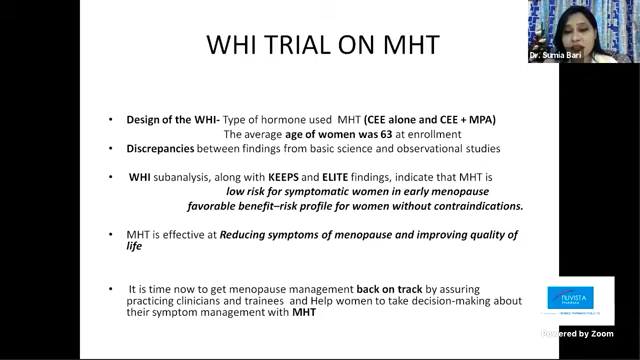 WHI TRIAL ON MHT
Dr. Sumia Bari
• Design of the WHI- Type of hormone used MHT (CEE alone and CEE + MPA)
The average age of women was 63 at enrollment
• Discrepancies between findings from basic science and observational studies
• WHI subanalysis, along with KEEPS and ELITE findings, indicate that MHT is
low risk for symptomatic women in early menopause
favorable benefit–risk profile for women without contraindications.
• MHT is effective at Reducing symptoms of menopause and improving quality of
life
• It is time now to get menopause management back on track by assuring
practicing clinicians and trainees and Help women to take decision-making about
their symptom management with MHT
NUVISTA
Powered by Zoom